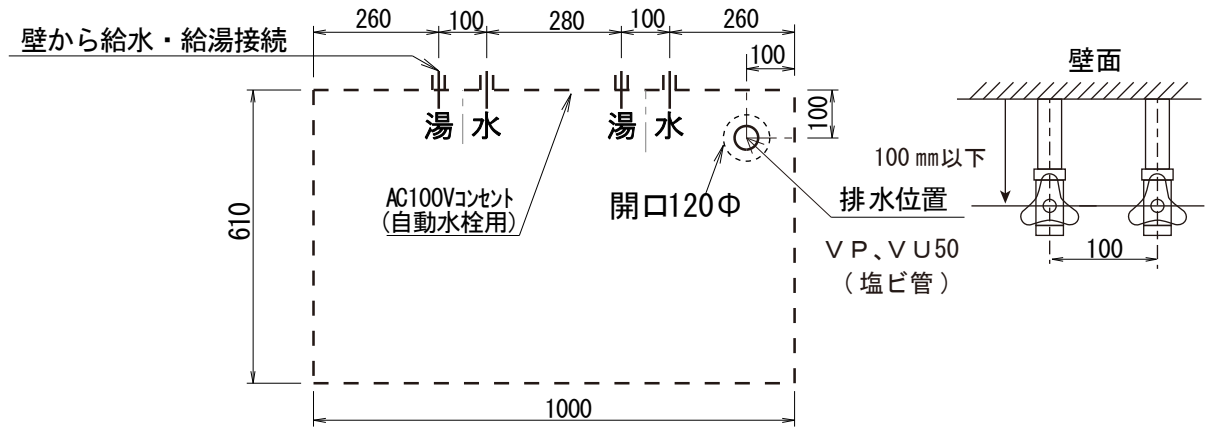 260
100
280
100
260
壁から給水・給湯接続
100
壁面
湯 水
湯 水
100
100㎜以下
AC100Vコンセント
(自動水栓用)
開口120Φ
排水位置
610
ＶＰ、ＶＵ50
（塩ビ管）
100
1000